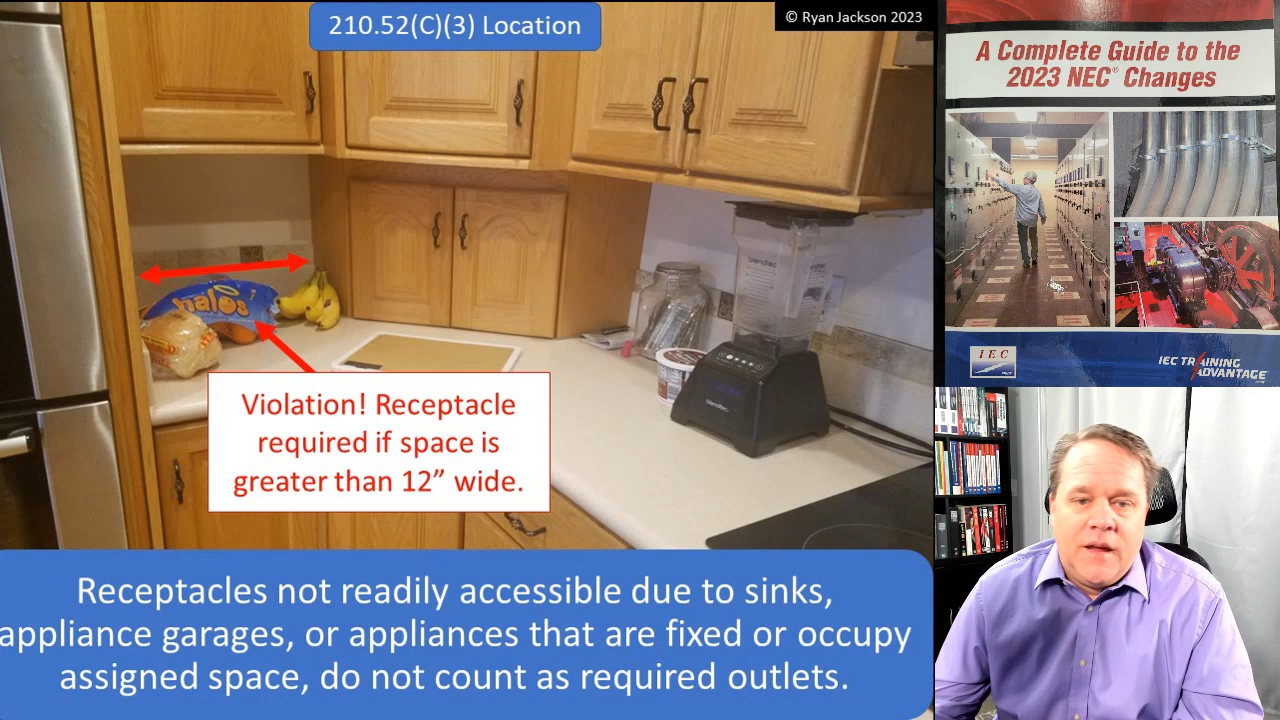 210.52(C)(3) Location
© Ryan Jackson 2023
A Complete Guide to the
2023 NEC® Changes
halos
Violation! Receptacle
required if space is
greater than 12” wide.
blendtec
blendtec
IEC
IEC TRAINING
ADVANTAGE
Receptacles not readily accessible due to sinks,
appliance garages, or appliances that are fixed or occupy
assigned space, do not count as required outlets.